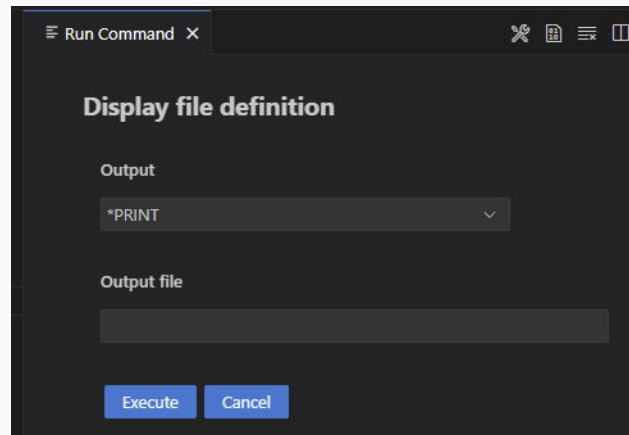 Run Command
Display file definition
Output
*PRINT
Output file
Execute Cancel